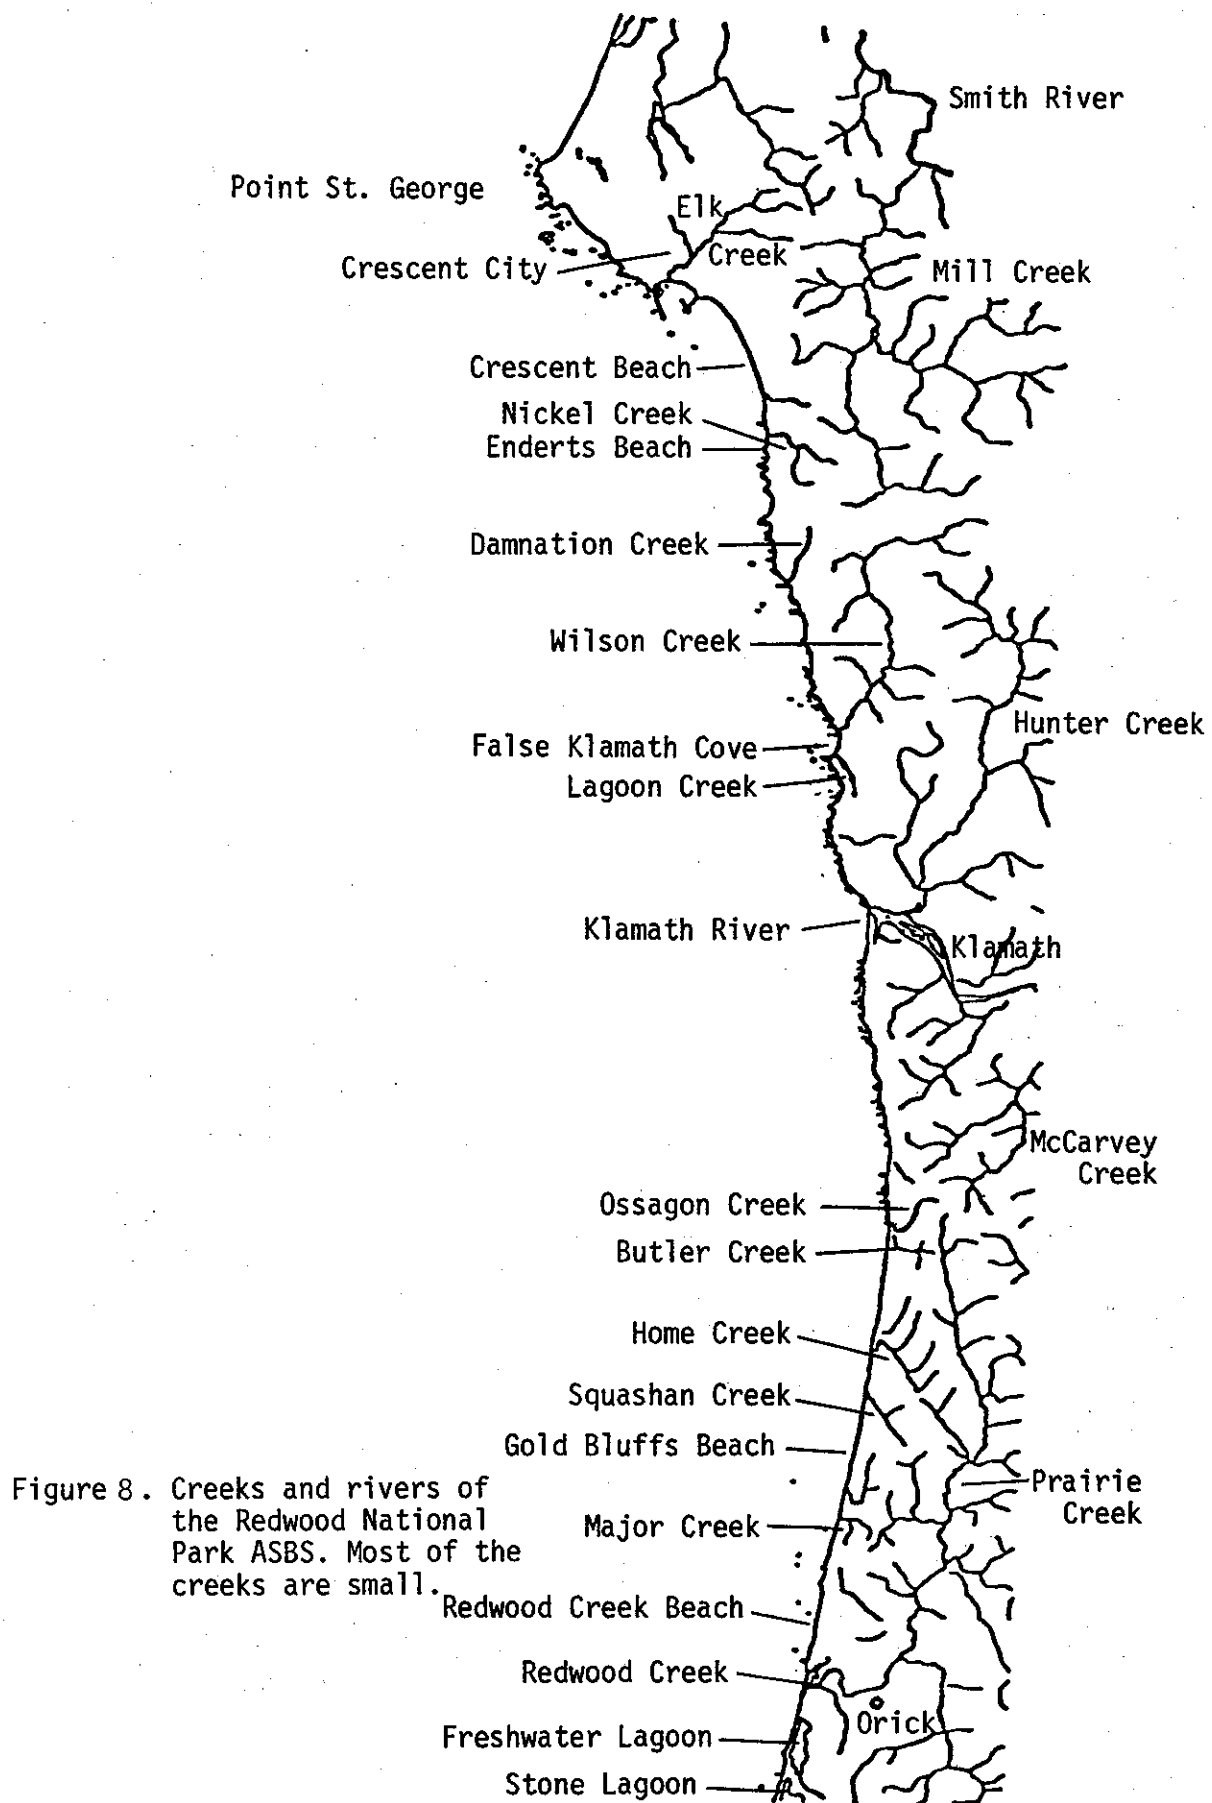 Smith River
Point St. George
Elk
Creek
Crescent City
Mill Creek
Crescent Beach
Nickel Creek
Enderts Beach
Damnation Creek
Wilson Creek
Hunter Creek
False Klamath Cove
Lagoon Creek
Klamath River
Klamath
McCarvey
Creek
Ossagon Creek
Butler Creek
Home Creek
Squashan Creek
Gold Bluffs Beach
Prairie
Creek
Figure 8. Creeks and rivers of
the Redwood National
Park ASBS. Most of the
creeks are small.
Major Creek
Redwood Creek Beach
Redwood Creek
Orick
Freshwater Lagoon
Stone Lagoon